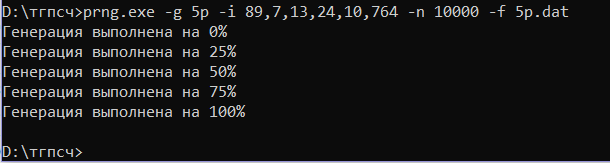 D:\тгпсч>prng.exe -g 5p -i 89,7,13,24,10,764 -n 10000 -f 5p.dat
Генерация выполнена на 0%
Генерация выполнена на 25%
Генерация выполнена на 50%
Генерация выполнена на 75%
Генерация выполнена на 100%
D:\тгпсч>